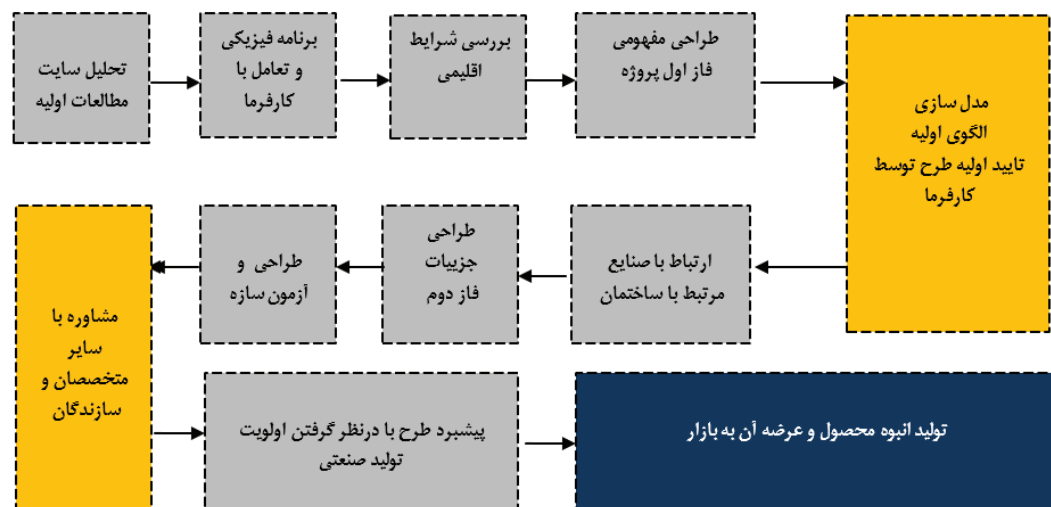 تحلیل سایت
مطالعات اولیه
برنامه فیزیکی
و تعامل با
کارفرما
بررسی شرایط
اقلیمی
طراحی مفهومی
فاز اول پروژه
مدل سازی
الگوی اولیه
تایید اولیه طرح توسط
کارفرما
ارتباط با صنایع
مرتبط با ساختمان
طراحی
جزییات
فاز دوم
طراحی و
آزمون سازه
مشاوره با
سایر
متخصصان و
سازندگان
پیشبرد طرح با درنظر گرفتن اولویت
تولید صنعتی
تولید انبوه محصول و عرضه آن به بازار